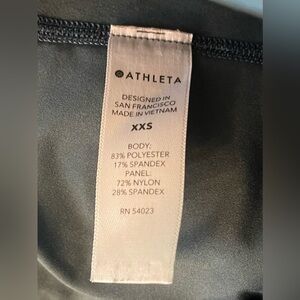 ATHLETA
DESIGNED IN
SAN FRANCISCO
MADE IN VIETNAM
XXS
BODY:
83% POLYESTER
17% SPANDEX
PANEL:
72% NYLON
28% SPANDEX
RN 54023